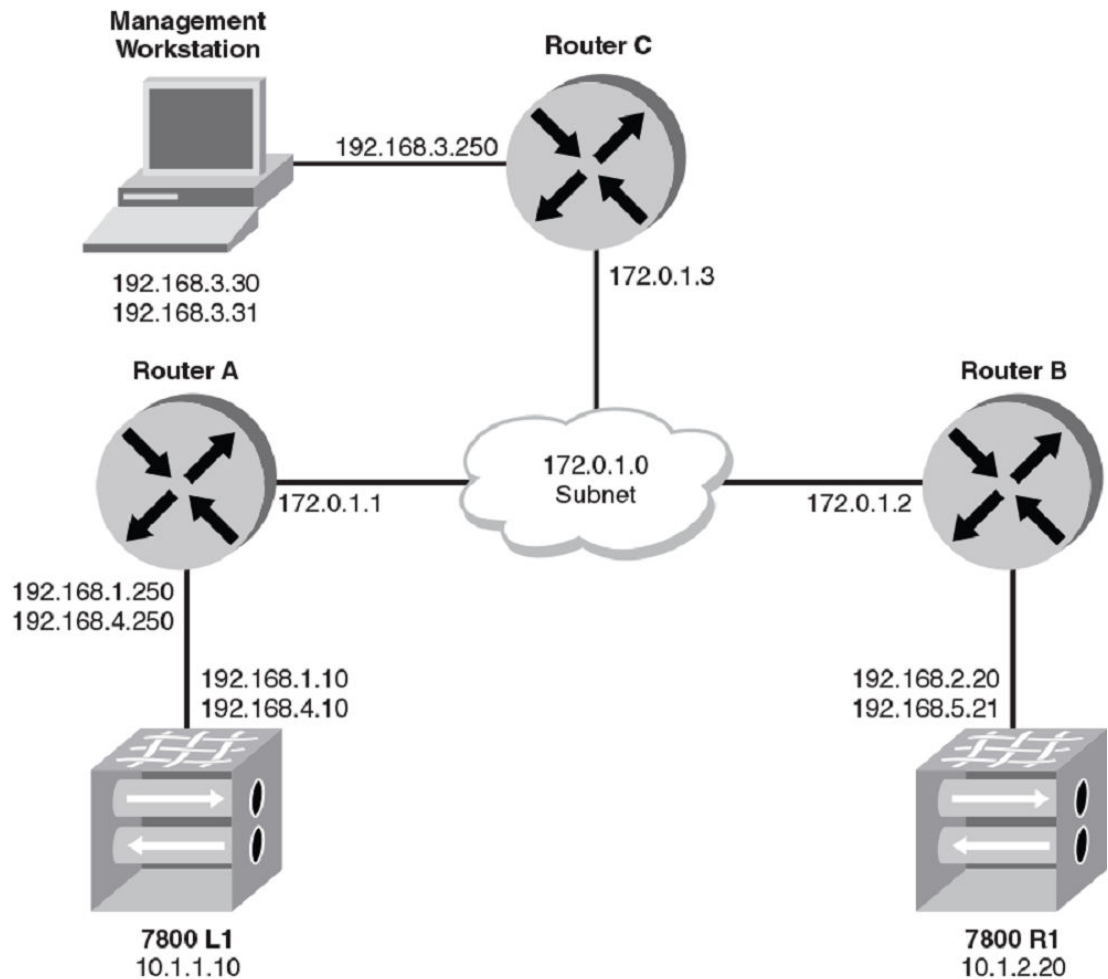 Management
Workstation
Router C
192.168.3.250
192.168.3.30
192.168.3.31
172.0.1.3
Router A
Router B
172.0.1.0
Subnet
172.0.1.1
172.0.1.2
192.168.1.250
192.168.4.250
192.168.1.10
192.168.4.10
192.168.2.20
192.168.5.21
7800 L1
10.1.1.10
7800 R1
10.1.2.20